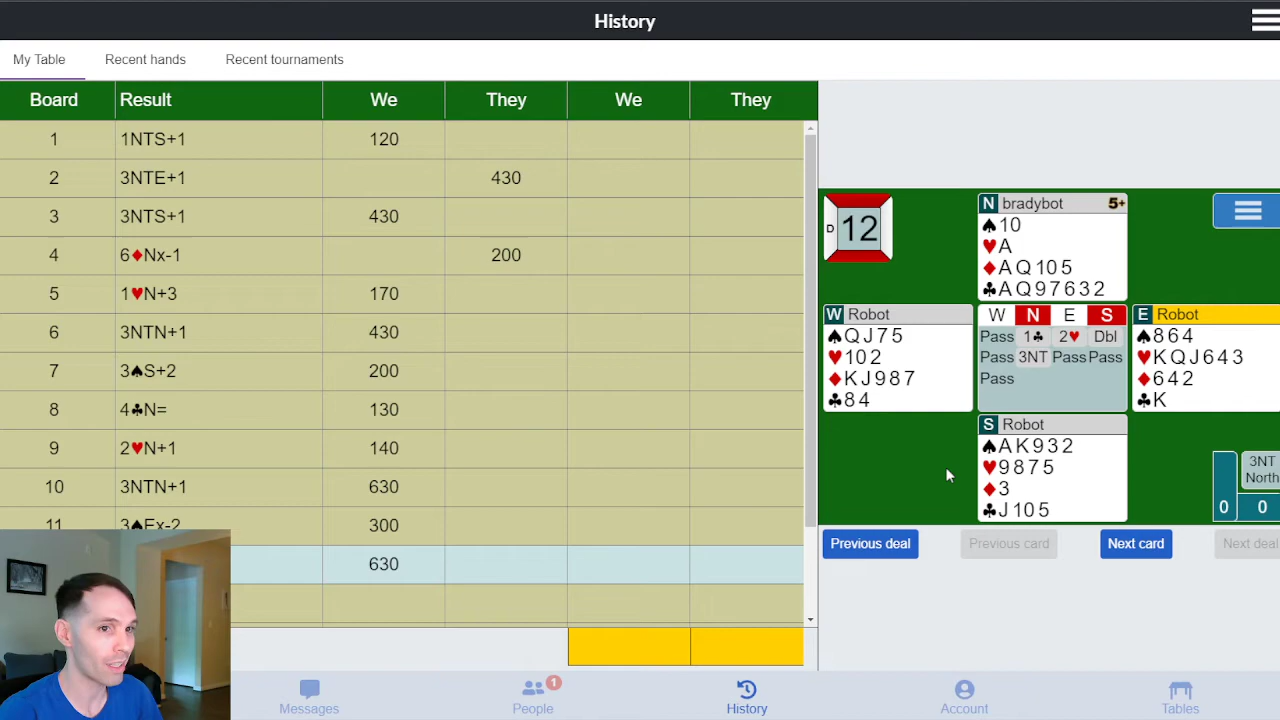 History
My Table Recent hands Recent tournaments
Board Result We They We They
1 1NTS+1 120
2 3NTE+1 430
3 3NTS+1 430
4 6♦Nx-1 200
5 1♥N+3 170
6 3NTN+1 430
7 3♠S+2 200
8 4♣N= 130
9 2♥N+1 140
10 3NTN+1 630
11 3♠Ex-2 300
630
D 12
N bradybot 5+
♠10
♥A
♦AQ105
♣AQ97632
W Robot
♠QJ75
♥102
♦KJ987
♣84
W N E S
Pass 1♣ 2♥ Dbl
Pass 3NT Pass Pass
Pass
E Robot
♠864
♥KQJ643
♦642
♣K
S Robot
♠AK932
♥9875
♦3
♣J105
3NT
North
0 0
Previous deal Previous card Next card Next deal
1
Messages People History Account Tables